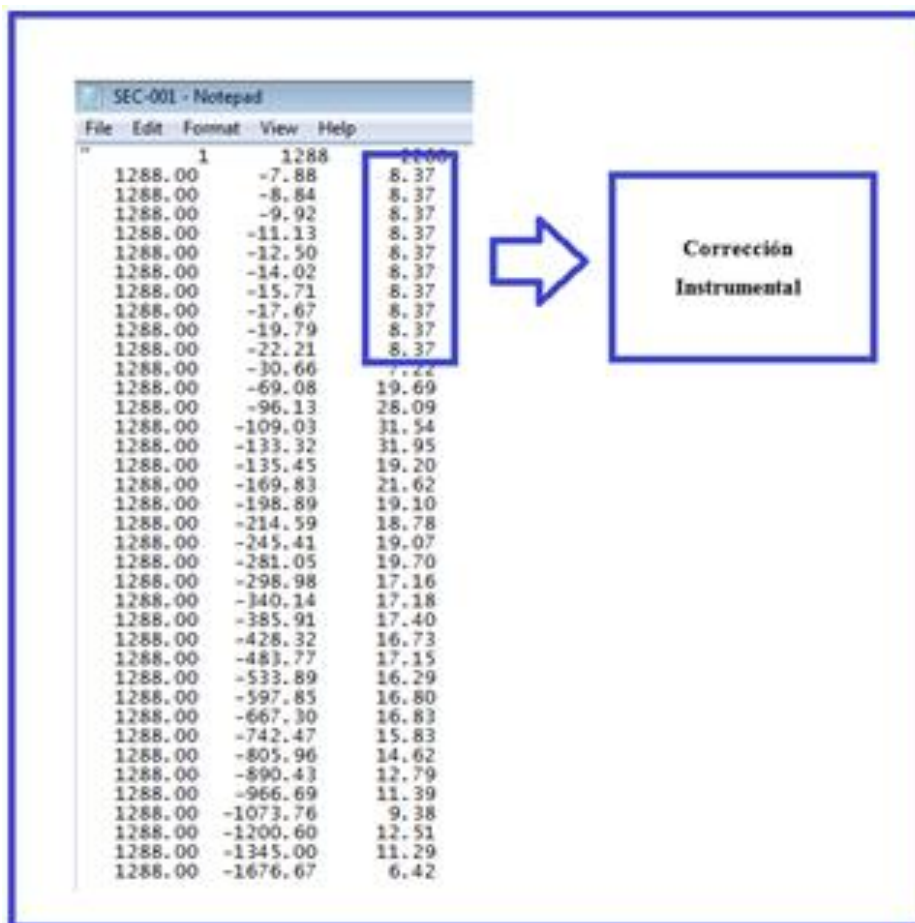 SEC-001 - Notepad
File Edit Format View Help
" 1 1288 2288
1288.00 -7.88 8.37
1288.00 -8.84 8.37
1288.00 -9.92 8.37
1288.00 -11.13 8.37
1288.00 -12.50 8.37
1288.00 -14.02 8.37
1288.00 -15.71 8.37
1288.00 -17.67 8.37
1288.00 -19.79 8.37
1288.00 -22.21 8.37
1288.00 -30.66 7.22
1288.00 -69.08 19.69
1288.00 -96.13 28.09
1288.00 -109.03 31.54
1288.00 -133.32 31.95
1288.00 -135.45 19.20
1288.00 -169.83 21.62
1288.00 -198.89 19.10
1288.00 -214.59 18.78
1288.00 -245.41 19.07
1288.00 -281.05 19.70
1288.00 -298.98 17.16
1288.00 -340.14 17.18
1288.00 -385.91 17.40
1288.00 -428.32 16.73
1288.00 -483.77 17.15
1288.00 -533.89 16.29
1288.00 -597.85 16.80
1288.00 -667.30 16.83
1288.00 -742.47 15.83
1288.00 -805.96 14.62
1288.00 -890.43 12.79
1288.00 -966.69 11.39
1288.00 -1073.76 9.38
1288.00 -1200.60 12.51
1288.00 -1345.00 11.29
1288.00 -1676.67 6.42
Corrección
Instrumental